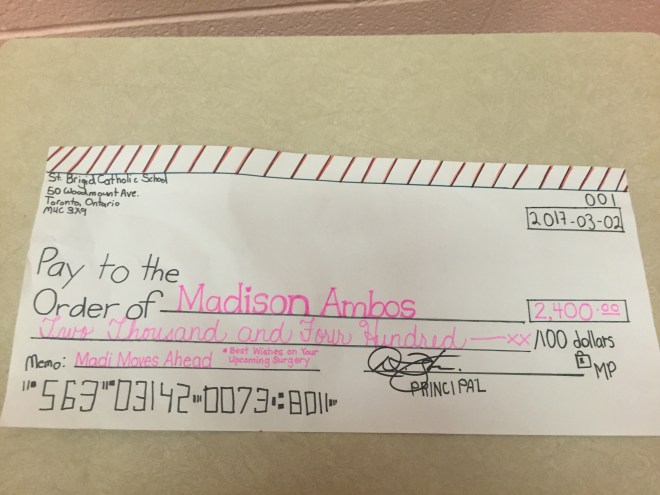 St. Brigid Catholic School
50 Woodmount Ave.
Toronto, Ontario
M4C 3X9
001
2017-03-02
Pay to the
Order of Madison Ambos
2,400.00
Two Thousand and Four Hundred — xx /100 dollars
Memo: Madi Moves Ahead
*Best Wishes on Your
Upcoming Surgery
MP
PRINCIPAL
563 03142 0073 8011